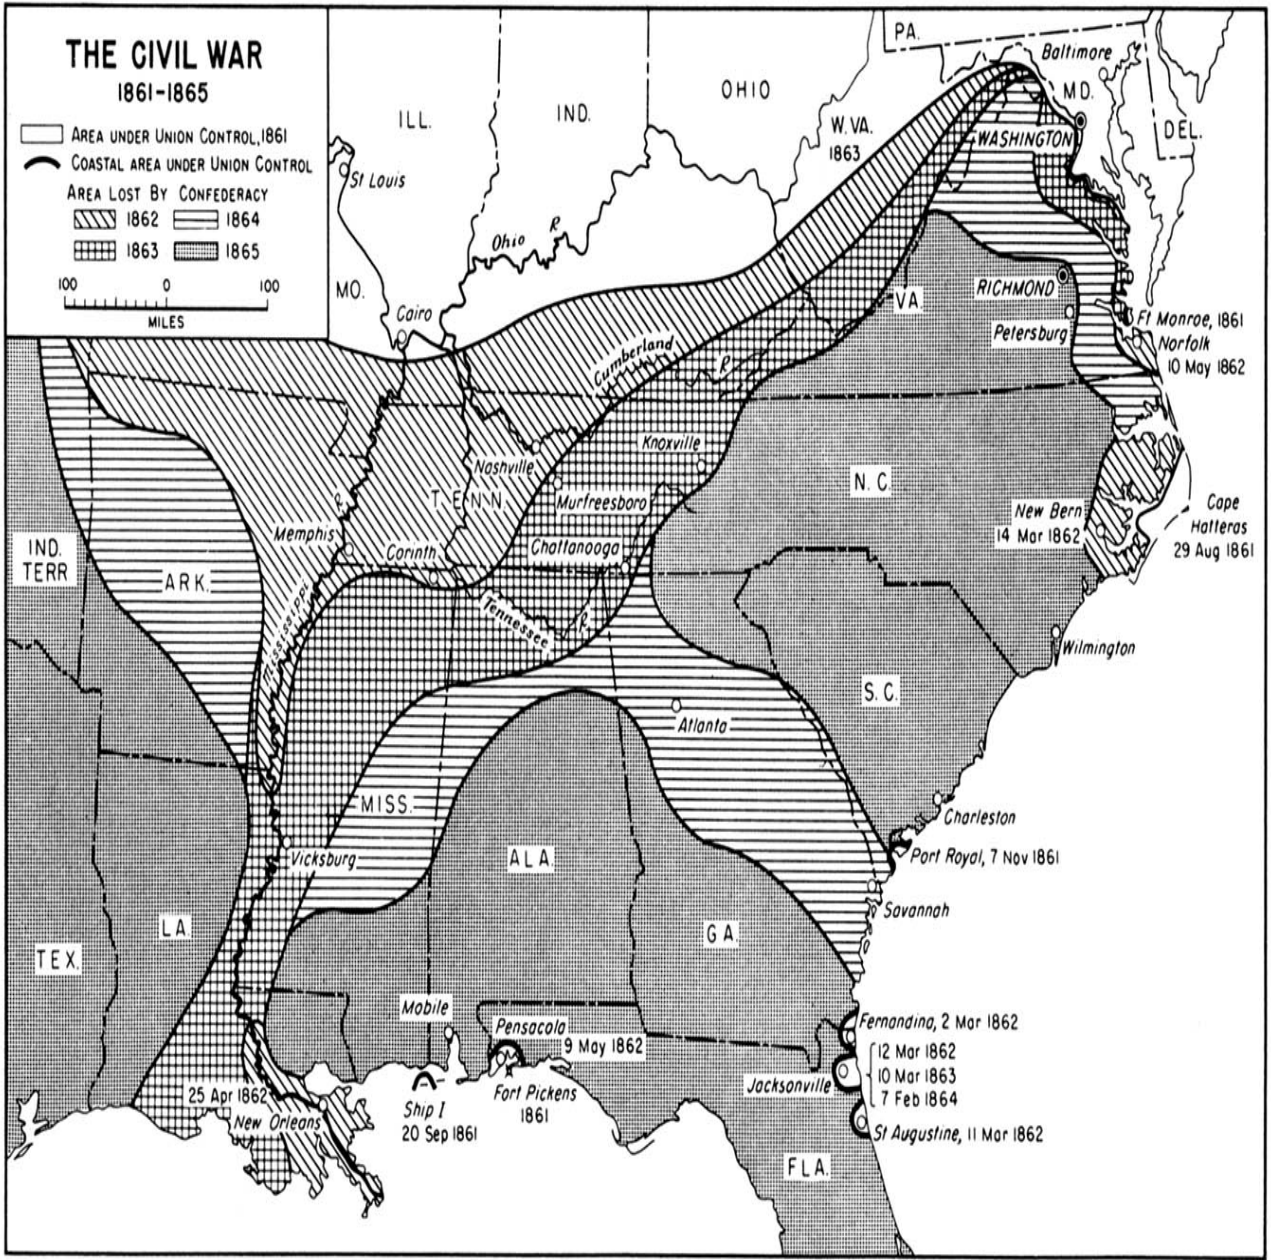 THE CIVIL WAR
1861-1865
AREA UNDER UNION CONTROL, 1861
COASTAL AREA UNDER UNION CONTROL
AREA LOST BY CONFEDERACY
1862 1864
1863 1865
100 0 100
MILES
PA.
Baltimore
MD.
DEL.
OHIO
IND.
ILL.
W. VA.
1863
WASHINGTON
St Louis
Ohio R
MO.
Cairo
VA.
RICHMOND
Petersburg
Ft Monroe, 1861
Norfolk
10 May 1862
Cumberland R
Knoxville
Nashville
Murfreesboro
TENN.
N.C.
New Bern
14 Mar 1862
Cape
Hatteras
29 Aug 1861
Memphis
Corinth
Chattanooga
IND.
TERR
ARK.
Mississippi R
Tennessee R
Wilmington
S.C.
Atlanta
MISS.
Charleston
Port Royal, 7 Nov 1861
Vicksburg
ALA.
Savannah
LA.
GA.
TEX.
Mobile
Pensacola
9 May 1862
Fernandina, 2 Mar 1862
12 Mar 1862
10 Mar 1863
7 Feb 1864
Jacksonville
25 Apr 1862
New Orleans
Ship I
20 Sep 1861
Fort Pickens
1861
St Augustine, 11 Mar 1862
FLA.